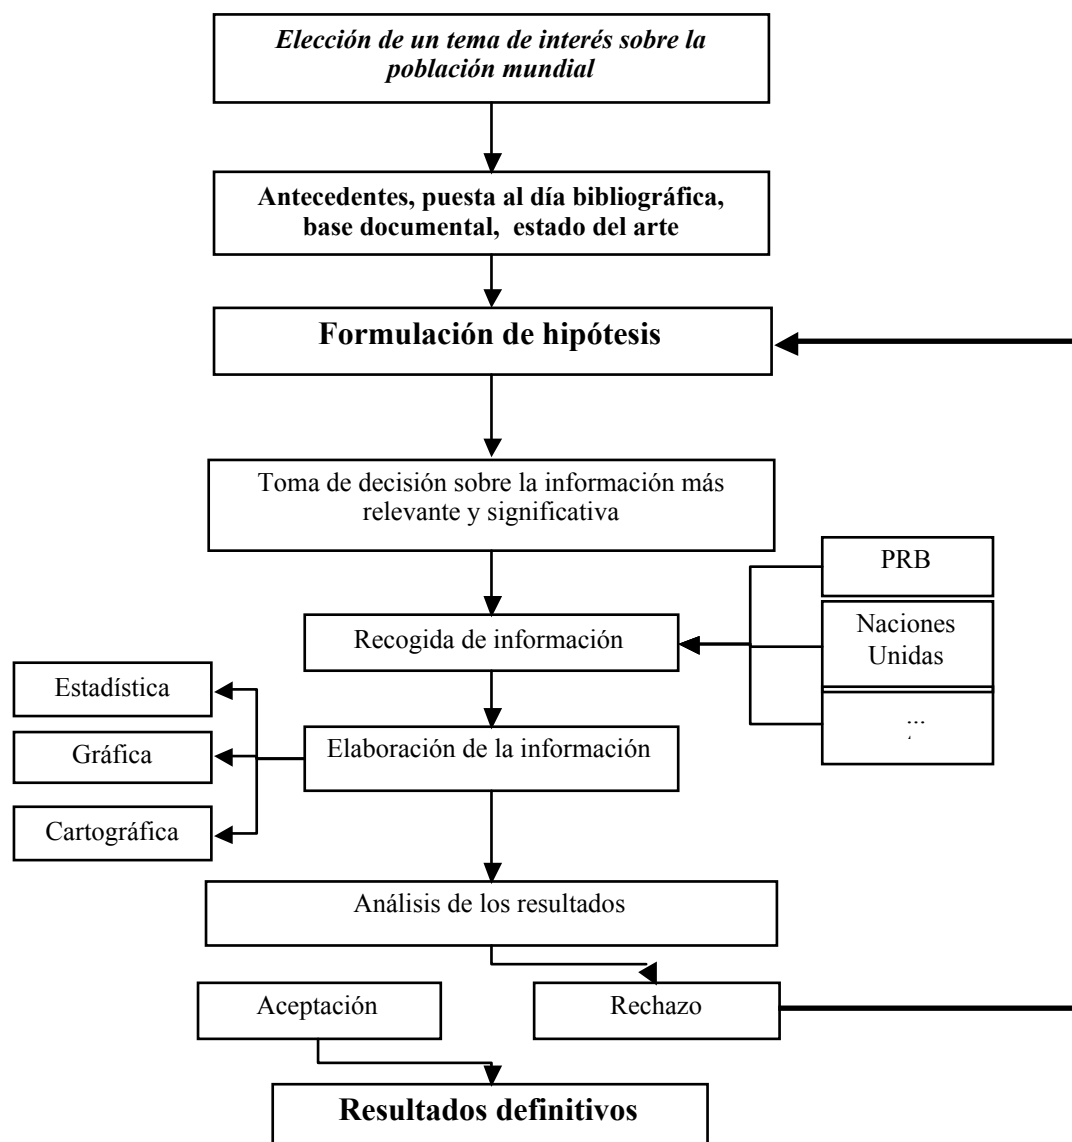 Elección de un tema de interés sobre la
población mundial
Antecedentes, puesta al día bibliográfica,
base documental, estado del arte
Formulación de hipótesis
Toma de decisión sobre la información más
relevante y significativa
PRB
Recogida de información
Naciones
Unidas
Estadística
...
Elaboración de la información
Gráfica
Cartográfica
Análisis de los resultados
Aceptación
Rechazo
Resultados definitivos